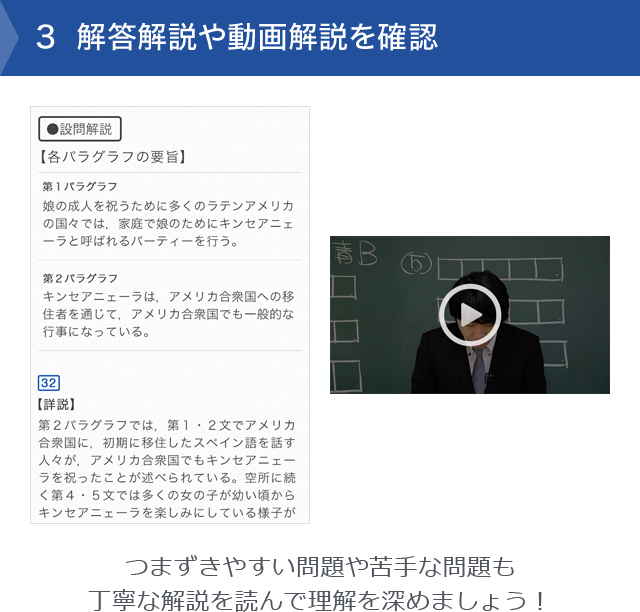 3 解答解説や動画解説を確認
●設問解説
【各パラグラフの要旨】
第1パラグラフ
娘の成人を祝うために多くのラテンアメリカ
の国々では，家庭で娘のためにキンセアニェ
ーラと呼ばれるパーティーを行う。
第2パラグラフ
キンセアニェーラは，アメリカ合衆国への移
住者を通じて，アメリカ合衆国でも一般的な
行事になっている。
32
【詳説】
第２パラグラフでは，第１・２文でアメリカ
合衆国に，初期に移住したスペイン語を話す
人々が，アメリカ合衆国でもキンセアニェー
ラを祝ったことが述べられている。空所に続
く第４・５文では多くの女の子が幼い頃から
キンセアニェーラを楽しみにしている様子が
青B
⑮
つまずきやすい問題や苦手な問題も
丁寧な解説を読んで理解を深めましょう！